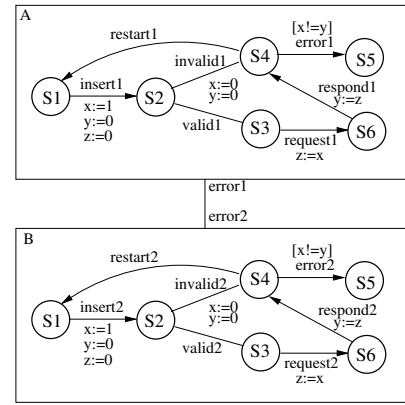 A
restart1
[x!=y]
error1
S4
S5
invalid1
insert1
x:=0
y:=0
respond1
y:=z
S1
S2
x:=1
y:=0
z:=0
valid1
S3
S6
request1
z:=x
error1
error2
B
restart2
[x!=y]
error2
S4
S5
invalid2
insert2
x:=0
y:=0
respond2
y:=z
S1
S2
x:=1
y:=0
z:=0
valid2
S3
S6
request2
z:=x